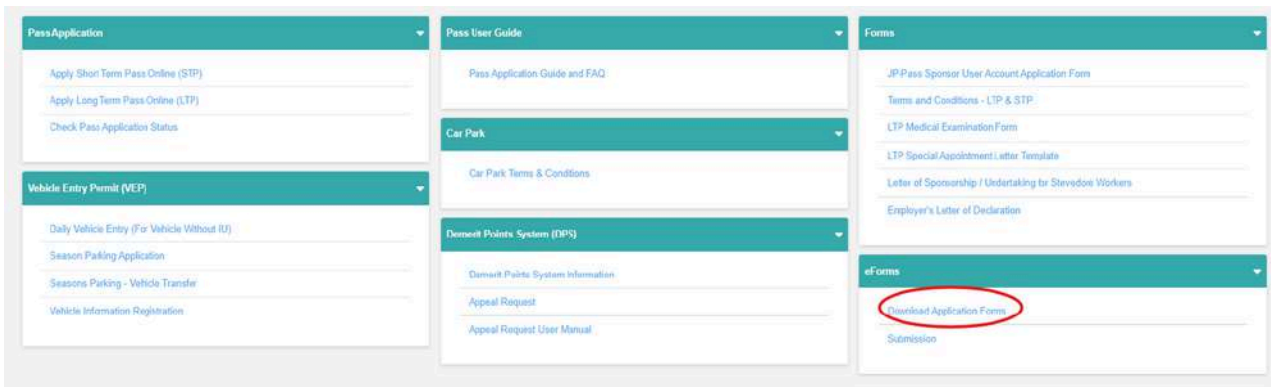 Pass Application
Apply Short Term Pass Online (STP)
Apply Long Term Pass Online (LTP)
Check Pass Application Status
Vehicle Entry Permit (VEP)
Daily Vehicle Entry (For Vehicle Without IU)
Season Parking Application
Seasons Parking - Vehicle Transfer
Vehicle Information Registration
Pass User Guide
Pass Application Guide and FAQ
Car Park
Car Park Terms & Conditions
Demerit Points System (DPS)
Demerit Points System Information
Appeal Request
Appeal Request User Manual
Forms
JP-Pass Sponsor User Account Application Form
Terms and Conditions - LTP & STP
LTP Medical Examination Form
LTP Special Appointment Letter Template
Letter of Sponsorship / Undertaking for Stevedore Workers
Employer's Letter of Declaration
eForms
Download Application Forms
Submission